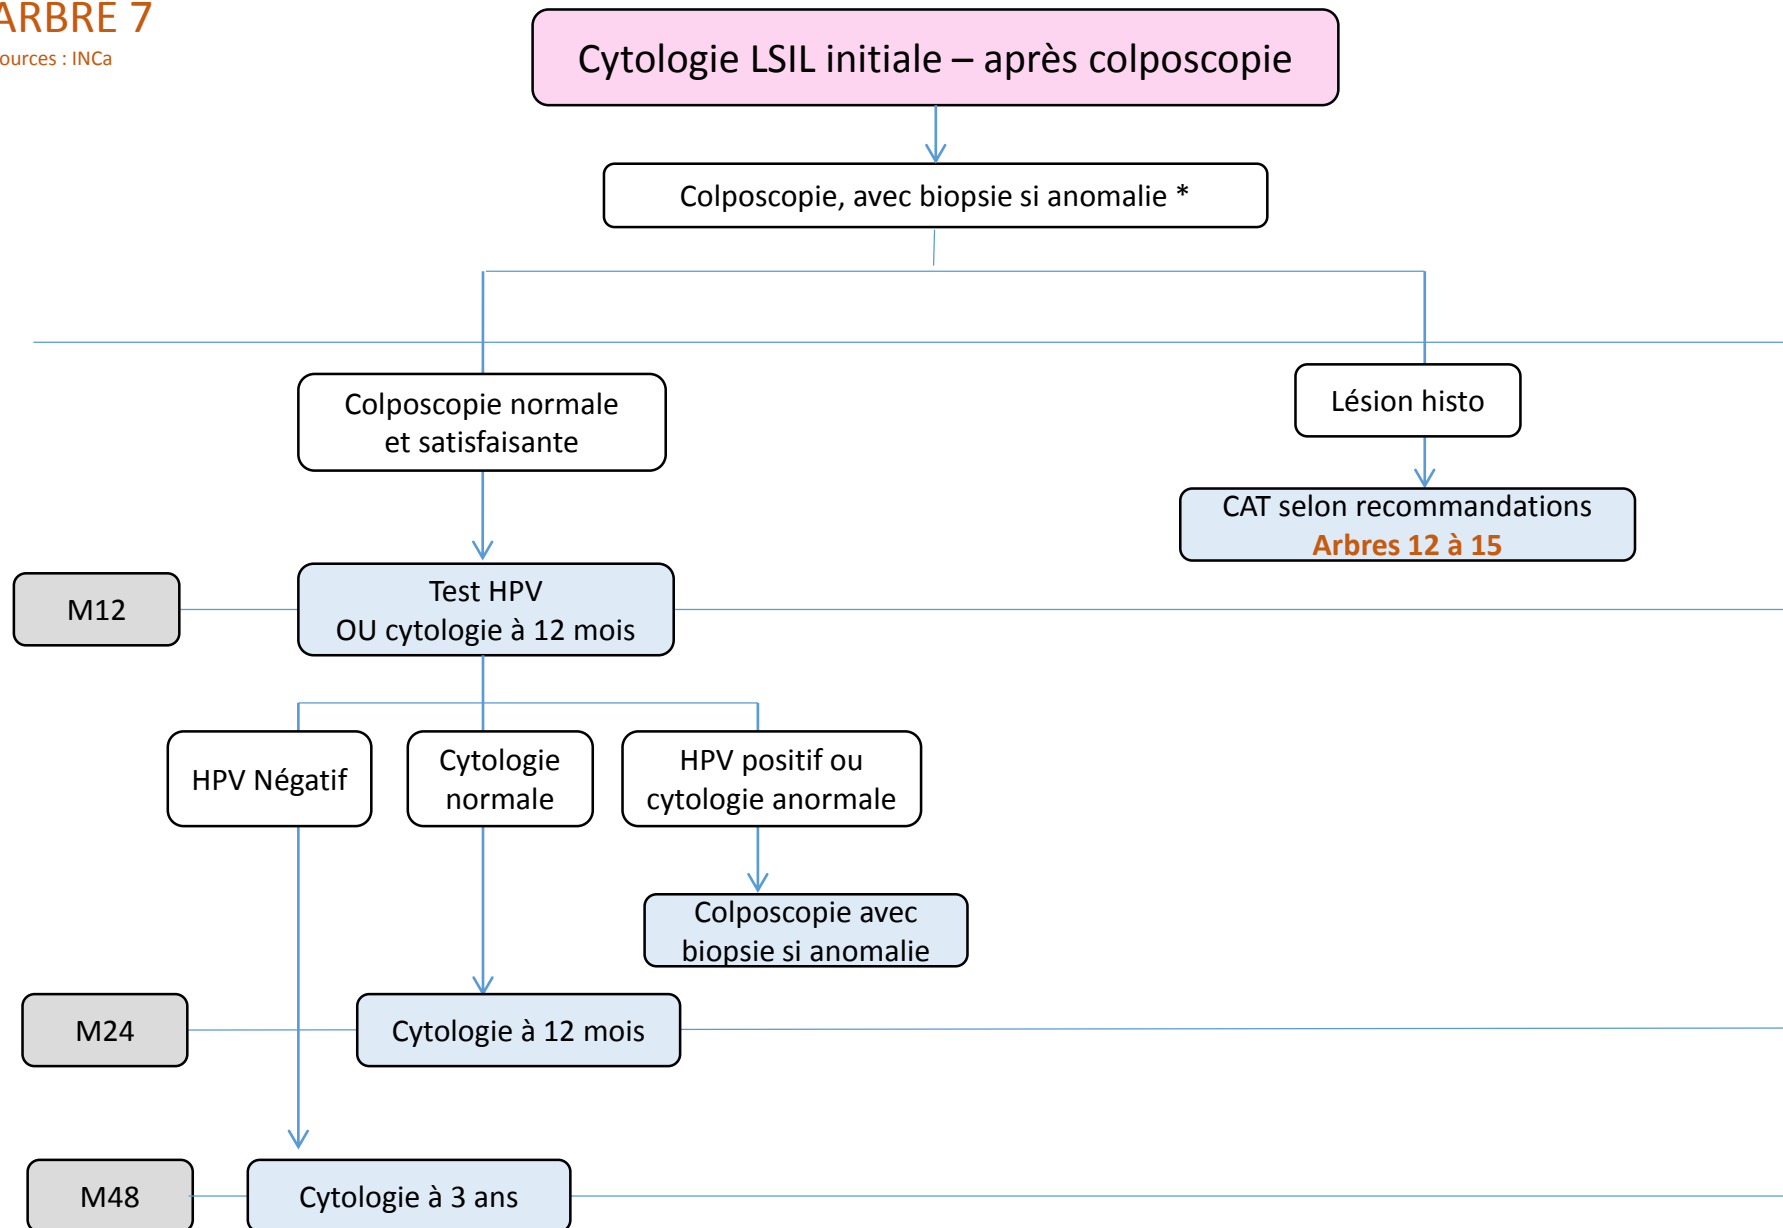 ARBRE 7
ources : INCa
Cytologie LSIL initiale – après colposcopie
Colposcopie, avec biopsie si anomalie *
Colposcopie normale
et satisfaisante
Lésion histo
CAT selon recommandations
Arbres 12 à 15
M12
Test HPV
OU cytologie à 12 mois
HPV Négatif
Cytologie
normale
HPV positif ou
cytologie anormale
Colposcopie avec
biopsie si anomalie
M24
Cytologie à 12 mois
M48
Cytologie à 3 ans